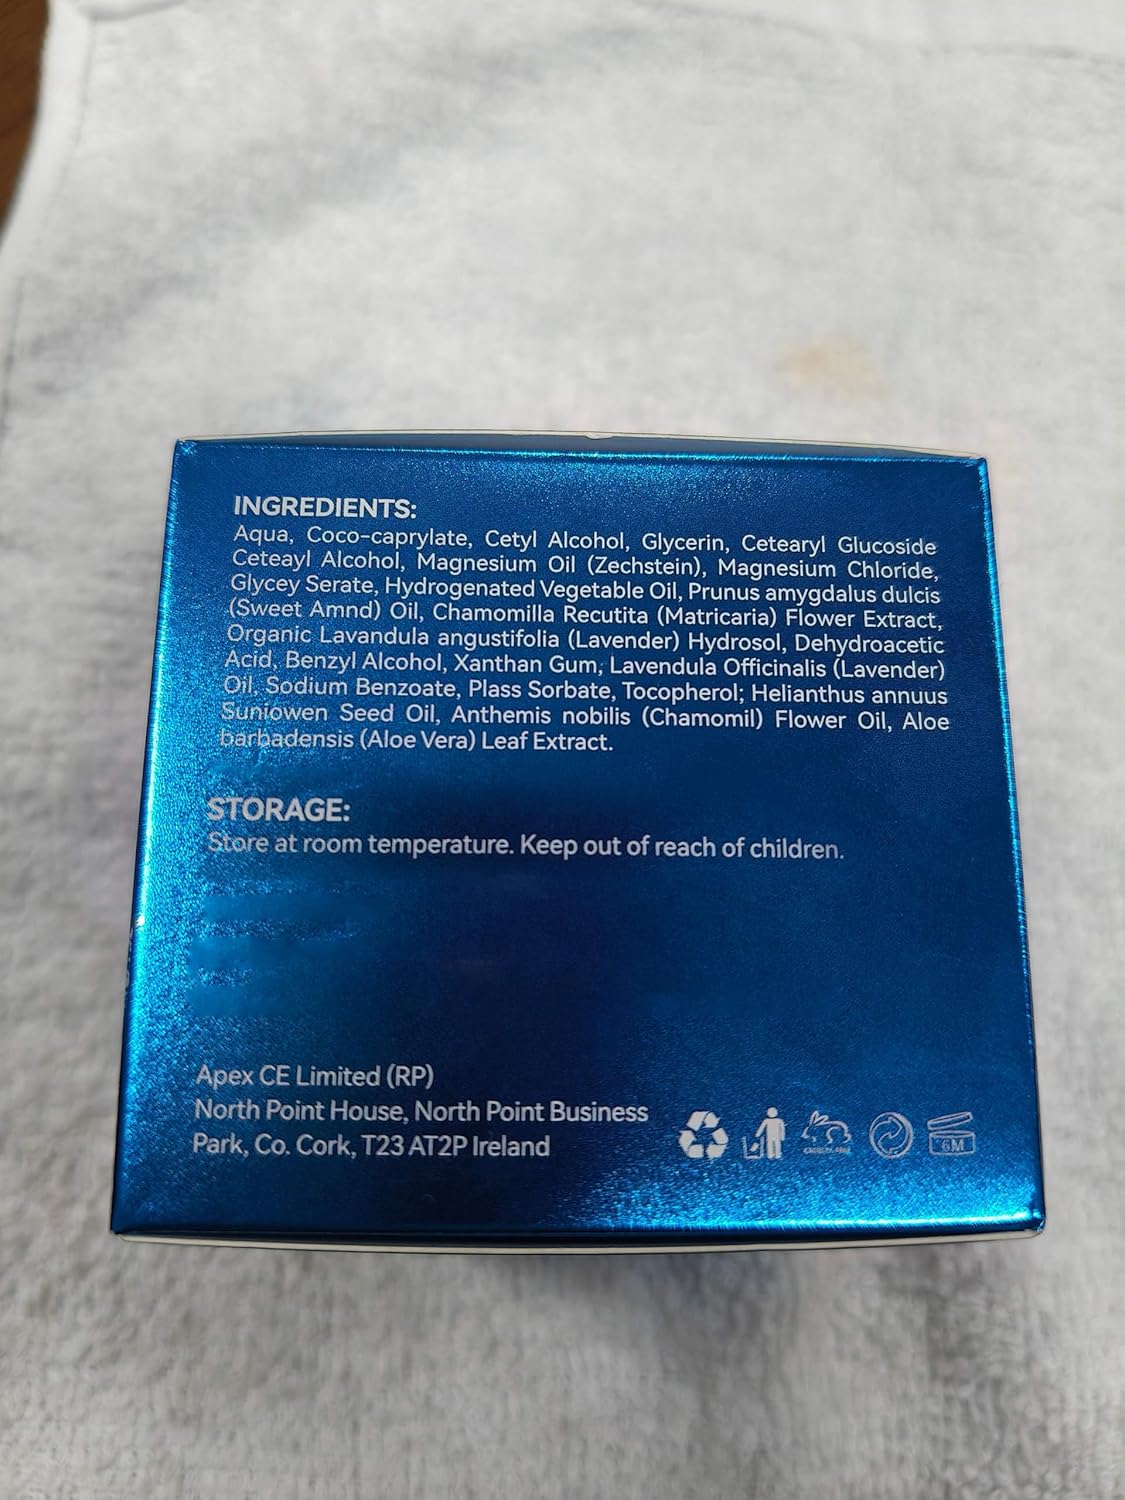 INGREDIENTS:
Aqua, Coco-caprylate, Cetyl Alcohol, Glycerin, Cetearyl Glucoside
Ceteayl Alcohol, Magnesium Oil (Zechstein), Magnesium Chloride,
Glycey Serate, Hydrogenated Vegetable Oil, Prunus amygdalus dulcis
(Sweet Amnd) Oil, Chamomilla Recutita (Matricaria) Flower Extract,
Organic Lavandula angustifolia (Lavender) Hydrosol, Dehydroacetic
Acid, Benzyl Alcohol, Xanthan Gum, Lavendula Officinalis (Lavender)
Oil, Sodium Benzoate, Plass Sorbate, Tocopherol; Helianthus annuus
Suniowen Seed Oil, Anthemis nobilis (Chamomil) Flower Oil, Aloe
barbadensis (Aloe Vera) Leaf Extract.
STORAGE:
Store at room temperature. Keep out of reach of children.
Apex CE Limited (RP)
North Point House, North Point Business
Park, Co. Cork, T23 AT2P Ireland
CRUELTY-FREE
6M